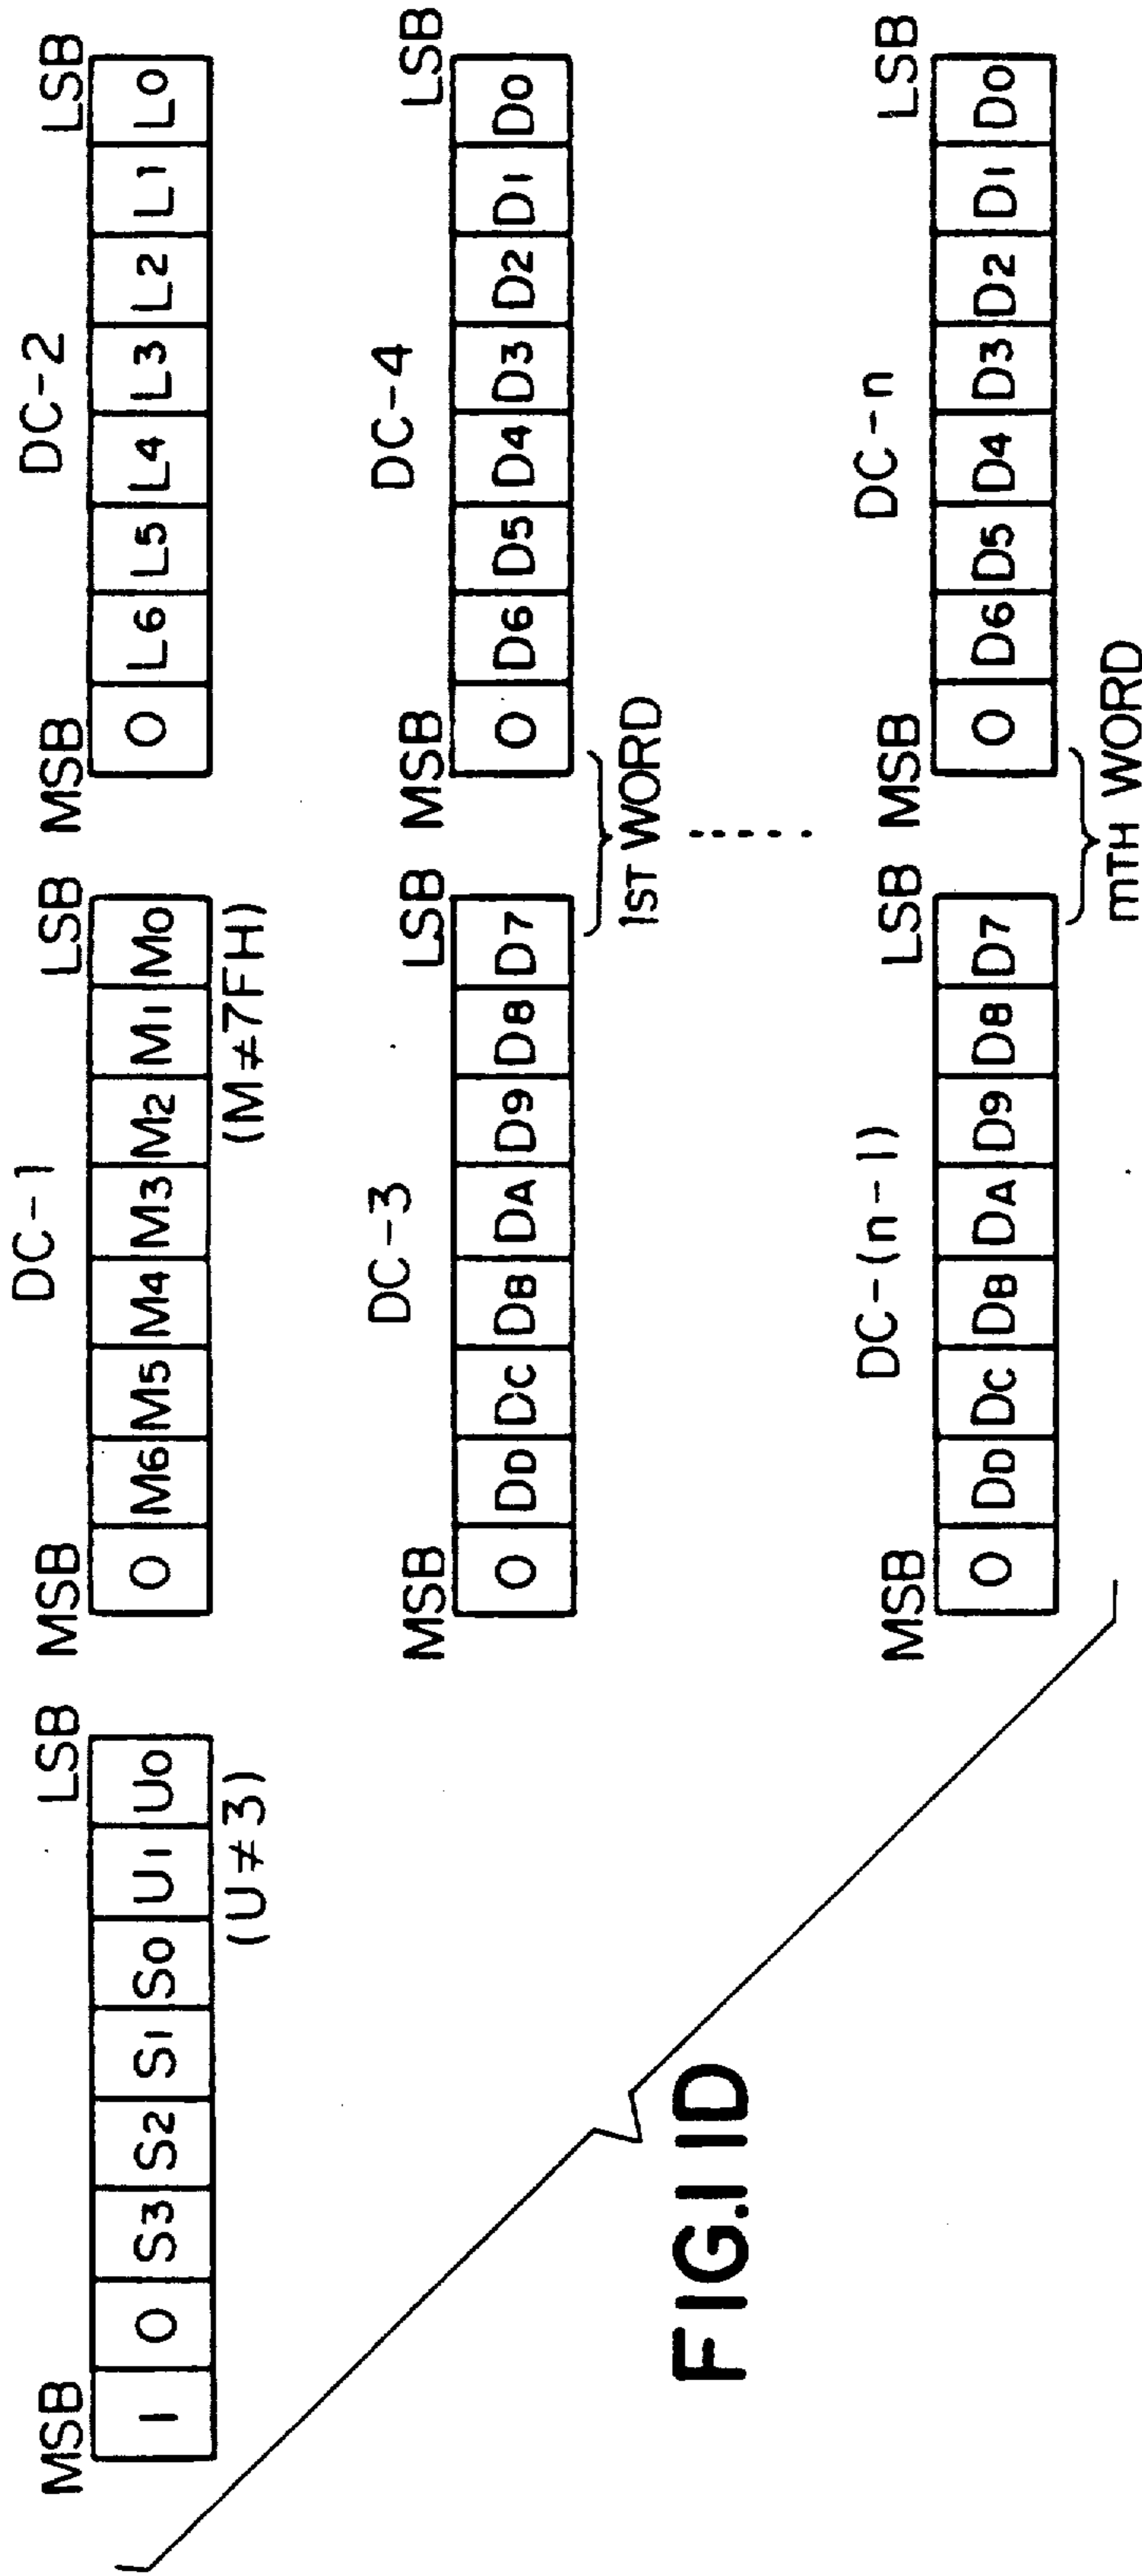 DC-1 DC-2
MSB LSB MSB LSB MSB LSB
1 0 S3 S2 S1 S0 U1 U0 0 M6 M5 M4 M3 M2 M1 M0 0 L6 L5 L4 L3 L2 L1 L0
(U≠3) (M≠7FH)
DC-3 DC-4
MSB LSB MSB LSB
0 DD DC DB DA D9 D8 D7 0 D6 D5 D4 D3 D2 D1 D0
1ST WORD
DC-(n-1) DC-n
MSB LSB MSB LSB
0 DD DC DB DA D9 D8 D7 0 D6 D5 D4 D3 D2 D1 D0
mTH WORD
FIG.11D